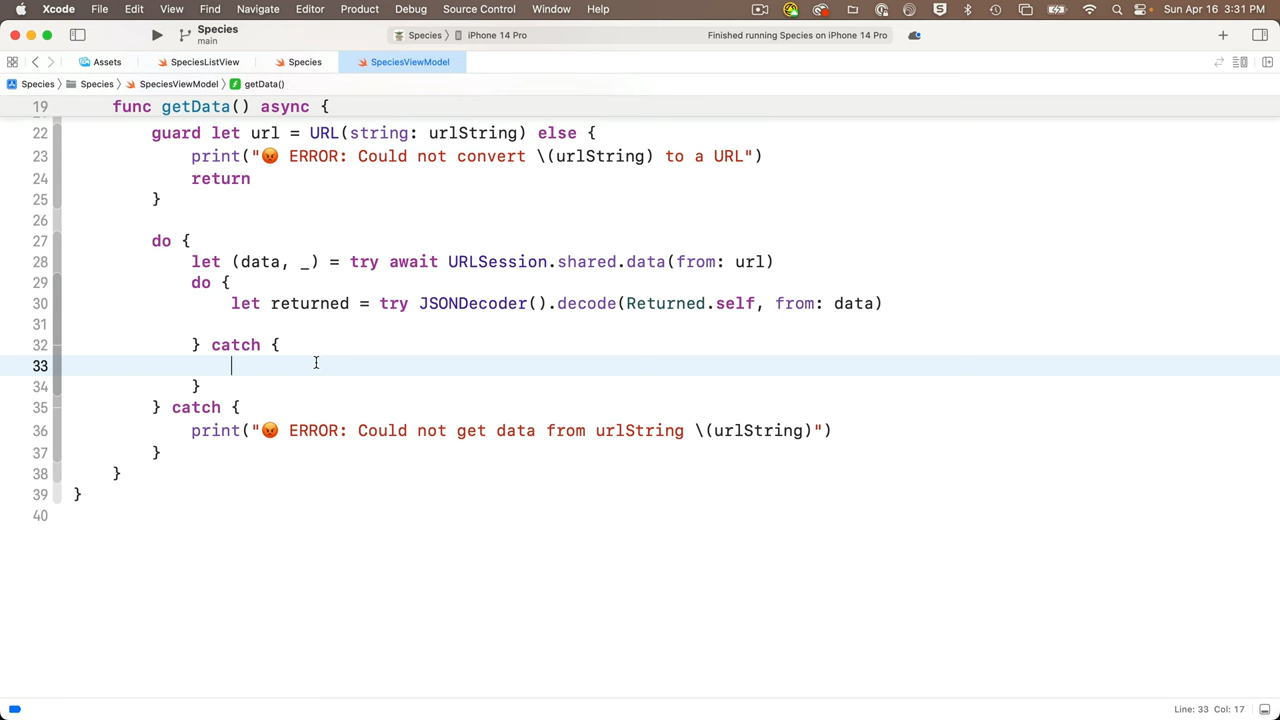 Xcode File Edit View Find Navigate Editor Product Debug Source Control Window Help Sun Apr 16 3:31 PM
Species
main
Species iPhone 14 Pro
Finished running Species on iPhone 14 Pro
Assets SpeciesListView Species SpeciesViewModel
Species Species SpeciesViewModel getData()
19 func getData() async {
22 guard let url = URL(string: urlString) else {
23 print("😡 ERROR: Could not convert \(urlString) to a URL")
24 return
25 }
26
27 do {
28 let (data, _) = try await URLSession.shared.data(from: url)
29 do {
30 let returned = try JSONDecoder().decode(Returned.self, from: data)
31
32 } catch {
33
34 }
35 } catch {
36 print("😡 ERROR: Could not get data from urlString \(urlString)")
37 }
38 }
39 }
40
Line: 33 Col: 17